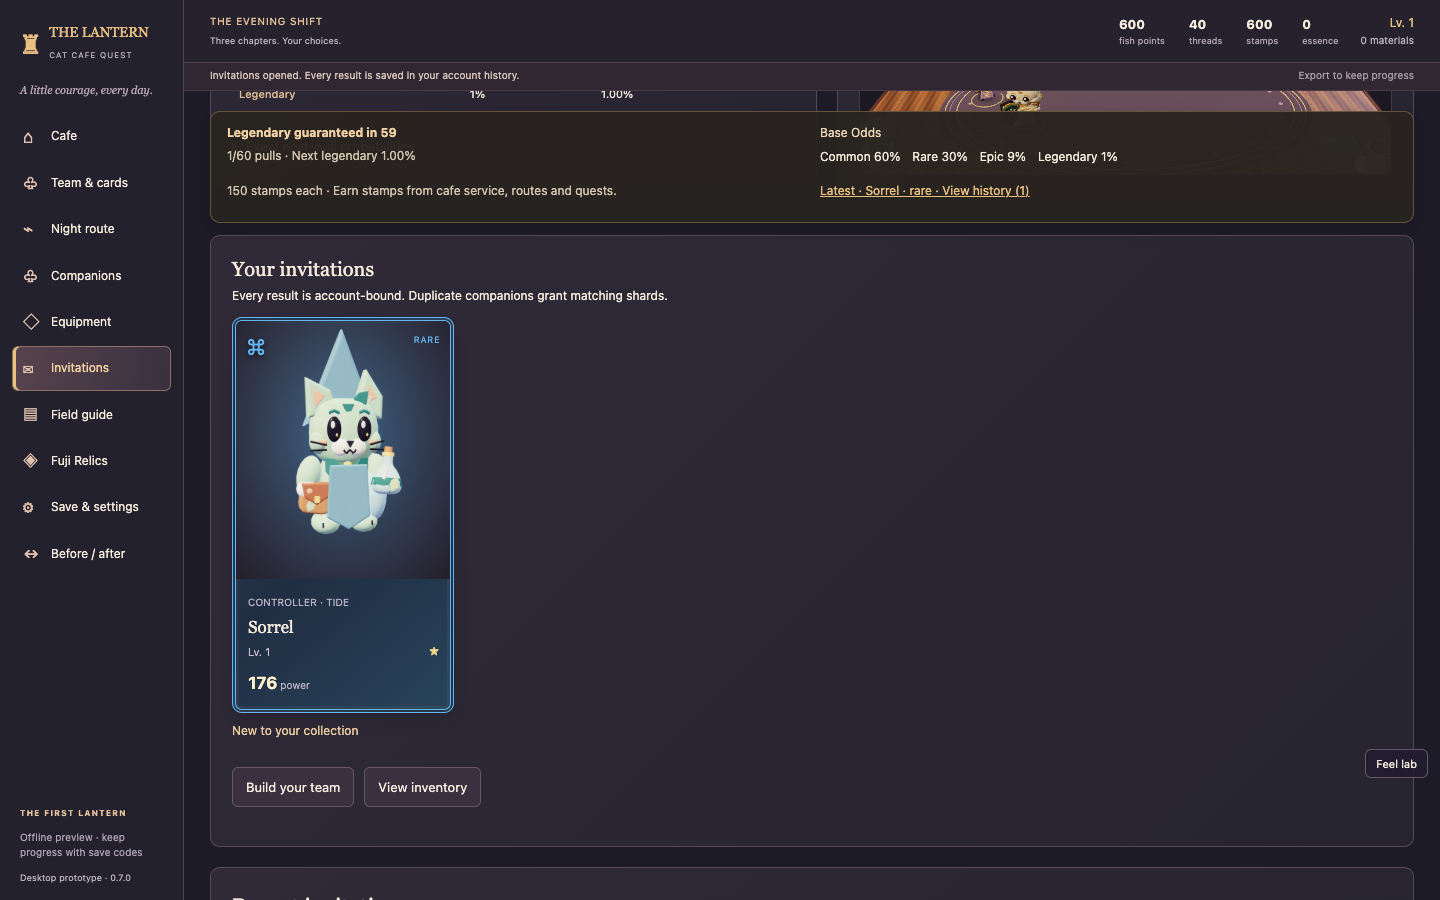 THE LANTERN
CAT CAFE QUEST
A little courage, every day.
Cafe
Team & cards
Night route
Companions
Equipment
Invitations
Field guide
Fuji Relics
Save & settings
Before / after
THE FIRST LANTERN
Offline preview · keep
progress with save codes
Desktop prototype · 0.7.0
THE EVENING SHIFT
Three chapters. Your choices.
600
fish points
40
threads
600
stamps
0
essence
Lv. 1
0 materials
Invitations opened. Every result is saved in your account history.
Export to keep progress
Legendary 1% 1.00%
Legendary guaranteed in 59
1/60 pulls · Next legendary 1.00%
150 stamps each · Earn stamps from cafe service, routes and quests.
Base Odds
Common 60% Rare 30% Epic 9% Legendary 1%
Latest · Sorrel · rare · View history (1)
Your invitations
Every result is account-bound. Duplicate companions grant matching shards.
RARE
CONTROLLER · TIDE
Sorrel
Lv. 1
176 power
New to your collection
Build your team
View inventory
Feel lab